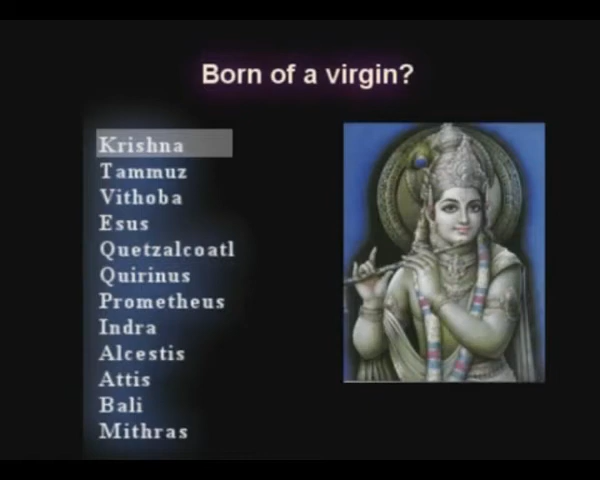 Born of a virgin?
Krishna
Tammuz
Vithoba
Esus
Quetzalcoatl
Quirinus
Prometheus
Indra
Alcestis
Attis
Bali
Mithras